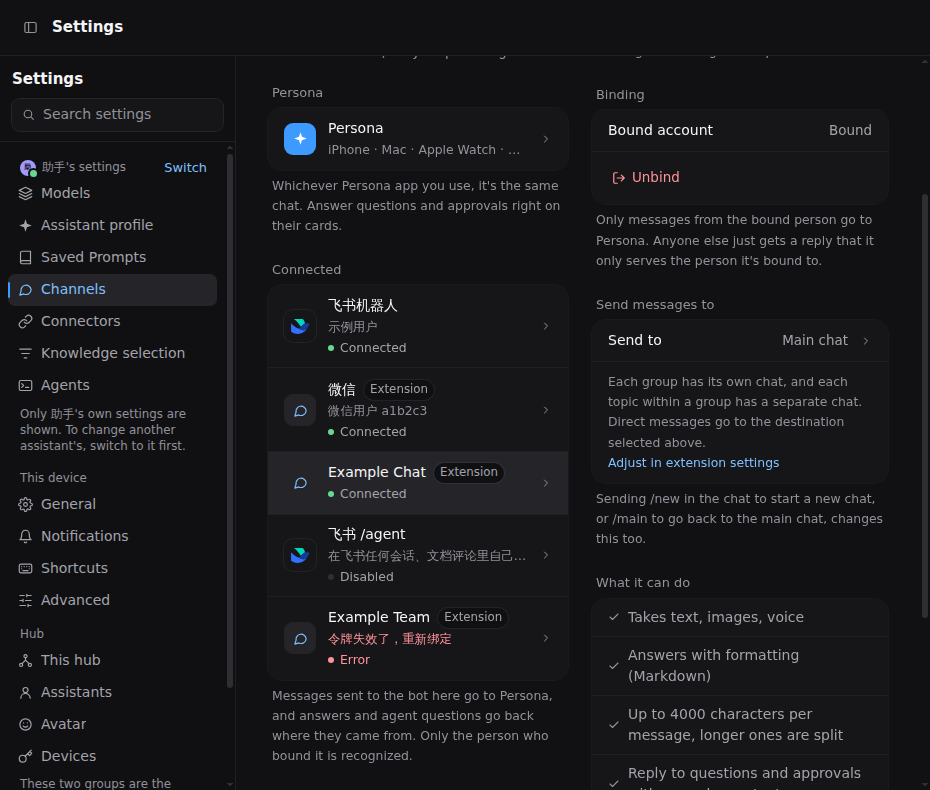 Settings
Settings
Search settings
助手's settings
Switch
Models
Assistant profile
Saved Prompts
Channels
Connectors
Knowledge selection
Agents
Only 助手's own settings are
shown. To change another
assistant's, switch to it first.
This device
General
Notifications
Shortcuts
Advanced
Hub
This hub
Assistants
Avatar
Devices
These two groups are the
Persona
Persona
iPhone · Mac · Apple Watch · …
Whichever Persona app you use, it's the same
chat. Answer questions and approvals right on
their cards.
Connected
飞书机器人
示例用户
Connected
微信 Extension
微信用户 a1b2c3
Connected
Example Chat Extension
Connected
飞书 /agent
在飞书任何会话、文档评论里自己…
Disabled
Example Team Extension
令牌失效了，重新绑定
Error
Messages sent to the bot here go to Persona,
and answers and agent questions go back
where they came from. Only the person who
bound it is recognized.
Binding
Bound account Bound
Unbind
Only messages from the bound person go to
Persona. Anyone else just gets a reply that it
only serves the person it's bound to.
Send messages to
Send to Main chat
Each group has its own chat, and each
topic within a group has a separate chat.
Direct messages go to the destination
selected above.
Adjust in extension settings
Sending /new in the chat to start a new chat,
or /main to go back to the main chat, changes
this too.
What it can do
Takes text, images, voice
Answers with formatting
(Markdown)
Up to 4000 characters per
message, longer ones are split
Reply to questions and approvals